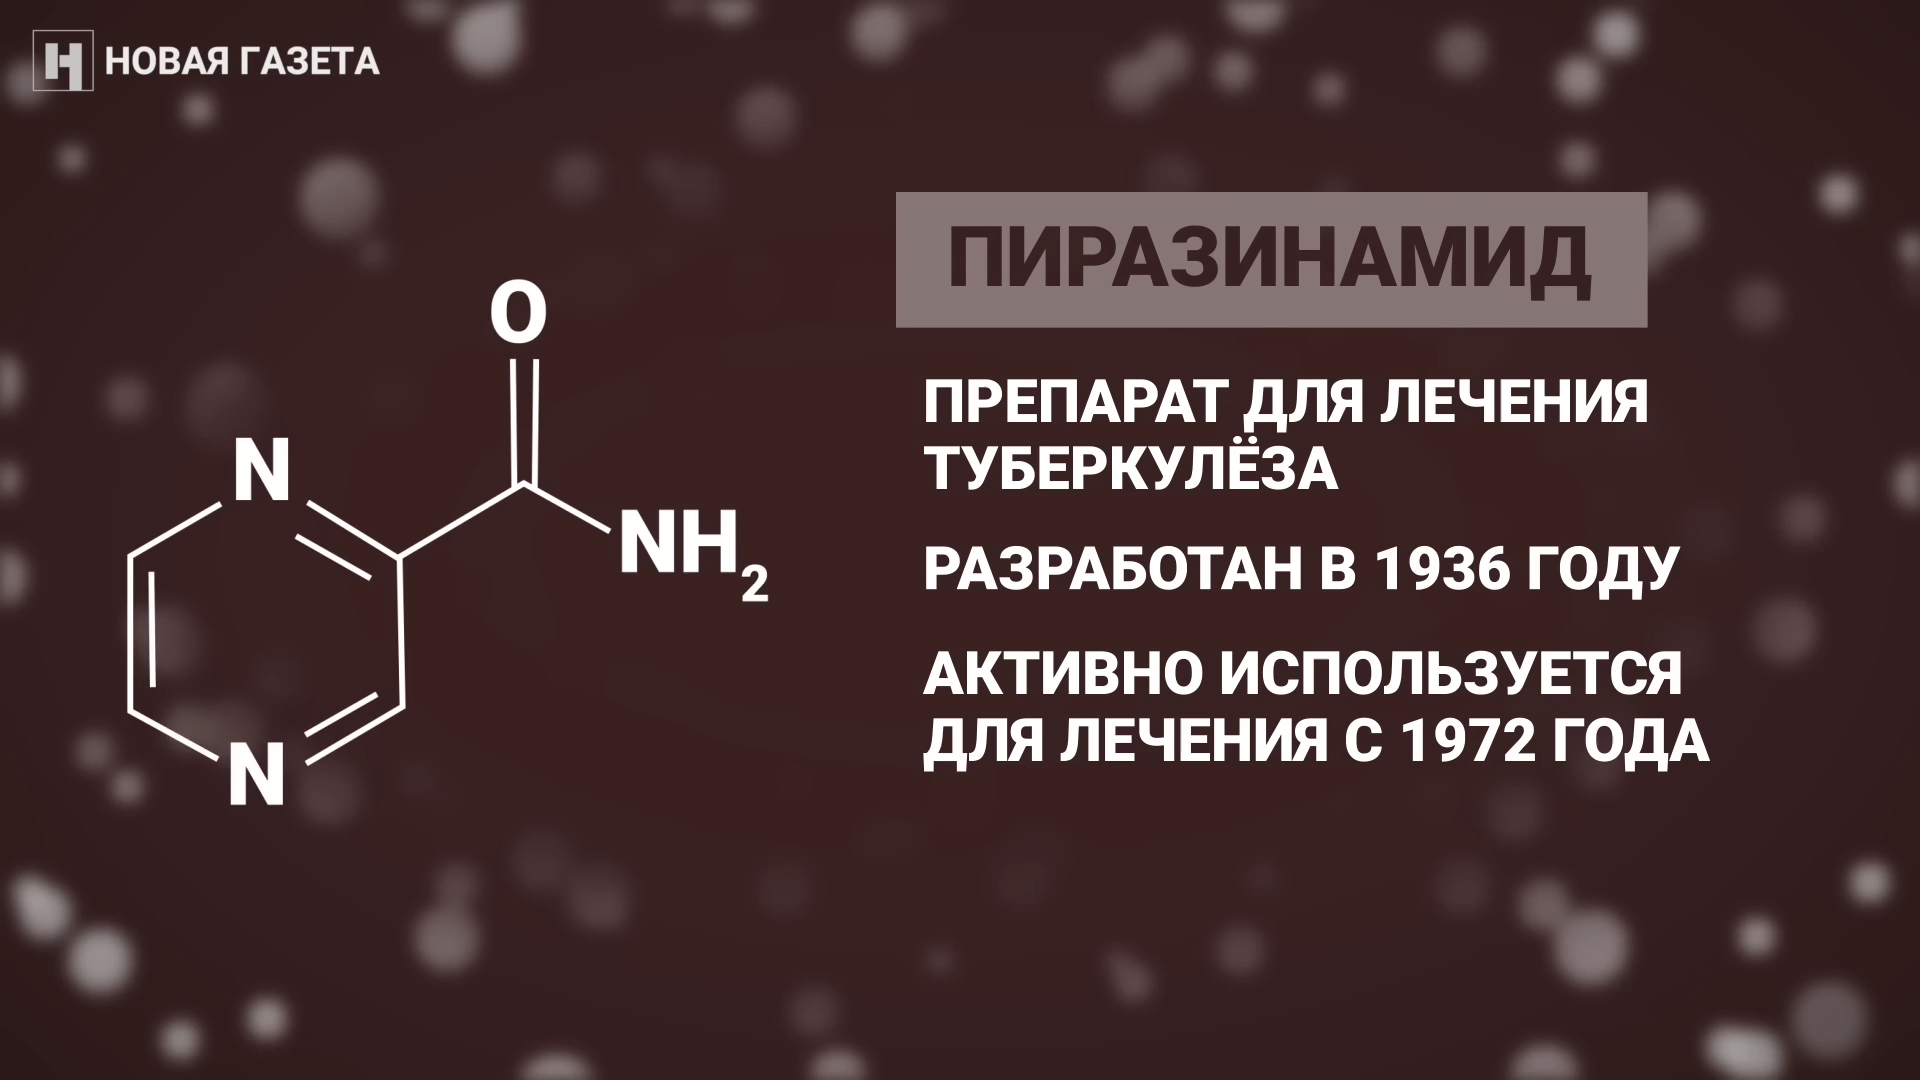 НОВАЯ ГАЗЕТА
ПИРАЗИНАМИД
ПРЕПАРАТ ДЛЯ ЛЕЧЕНИЯ
ТУБЕРКУЛЁЗА
РАЗРАБОТАН В 1936 ГОДУ
АКТИВНО ИСПОЛЬЗУЕТСЯ
ДЛЯ ЛЕЧЕНИЯ С 1972 ГОДА
O
N
NH₂
N